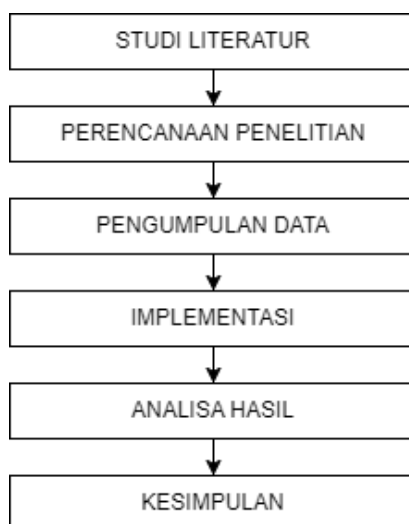 STUDI LITERATUR
PERENCANAAN PENELITIAN
PENGUMPULAN DATA
IMPLEMENTASI
ANALISA HASIL
KESIMPULAN